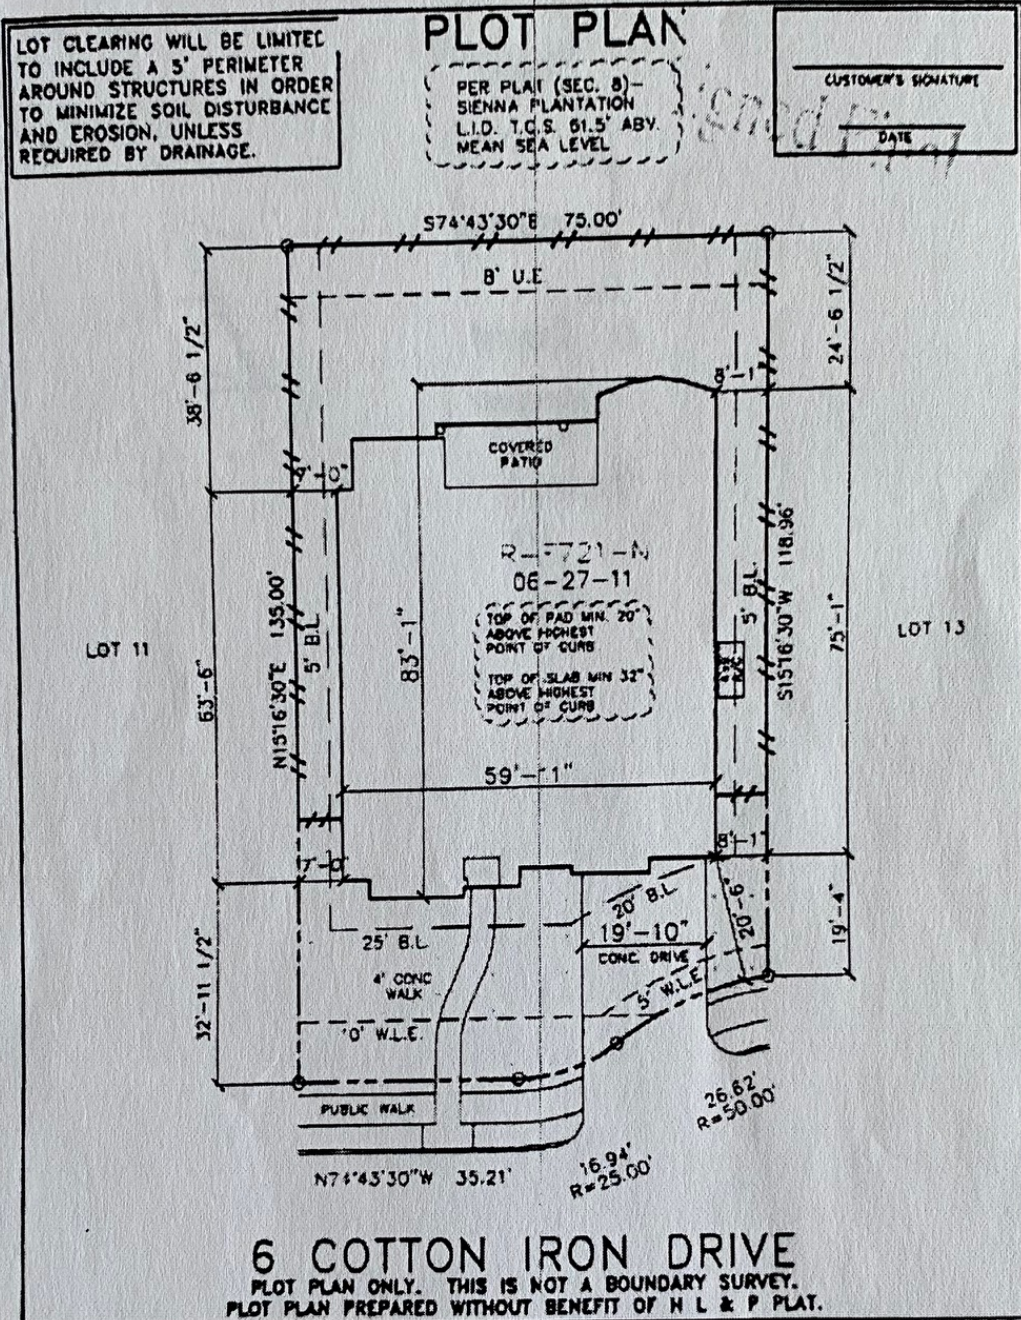 LOT CLEARING WILL BE LIMITED
TO INCLUDE A 5' PERIMETER
AROUND STRUCTURES IN ORDER
TO MINIMIZE SOIL DISTURBANCE
AND EROSION, UNLESS
REQUIRED BY DRAINAGE.
PLOT PLAN
PER PLAT (SEC. 8)-
SIENNA PLANTATION
L.I.D. T.C.S. 61.5' ABV.
MEAN SEA LEVEL
CUSTOMER'S SIGNATURE
DATE
S74°43'30"E 75.00'
8' U.E
38'-6 1/2"
24'-6 1/2"
8'-1"
COVERED
PATIO
06-27-11
TOP OF PAD MIN. 20"
ABOVE HIGHEST
POINT OF CURB
TOP OF SLAB MIN 32"
ABOVE HIGHEST
POINT OF CURB
LOT 11
LOT 13
63'-6"
N15°16'30"E 135.00'
5' B.L.
83'-1"
5' B.L.
S15°16'30"W 118.96'
75'-1"
59'-11"
7'-0"
8'-1"
20' B.L
25' B.L
19'-10"
CONC. DRIVE
20'-6"
19'-4"
4' CONC
WALK
5' W.L.E
W.L.E.
32'-11 1/2"
PUBLIC WALK
26.62'
R=50.00'
16.94'
R=25.00'
N74°43'30"W 35.21'
6 COTTON IRON DRIVE
PLOT PLAN ONLY. THIS IS NOT A BOUNDARY SURVEY.
PLOT PLAN PREPARED WITHOUT BENEFIT OF H L & P PLAT.